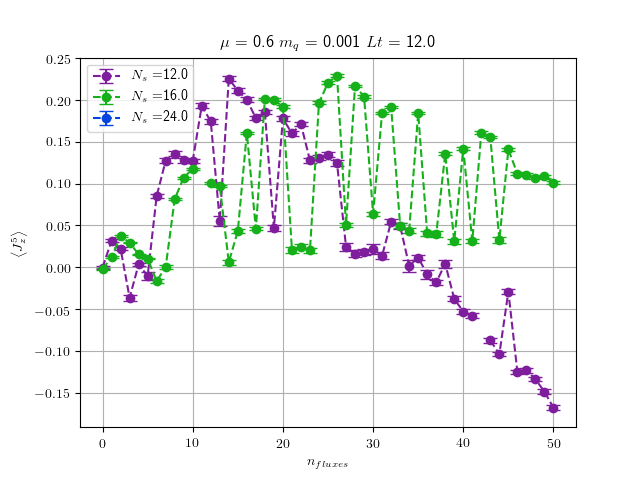 μ = 0.6 m_q = 0.001 Lt = 12.0
N_s =12.0
N_s =16.0
N_s =24.0
0.25
0.20
0.15
0.10
0.05
0.00
−0.05
−0.10
−0.15
⟨J_z^5⟩
0 10 20 30 40 50
n_{fluxes}